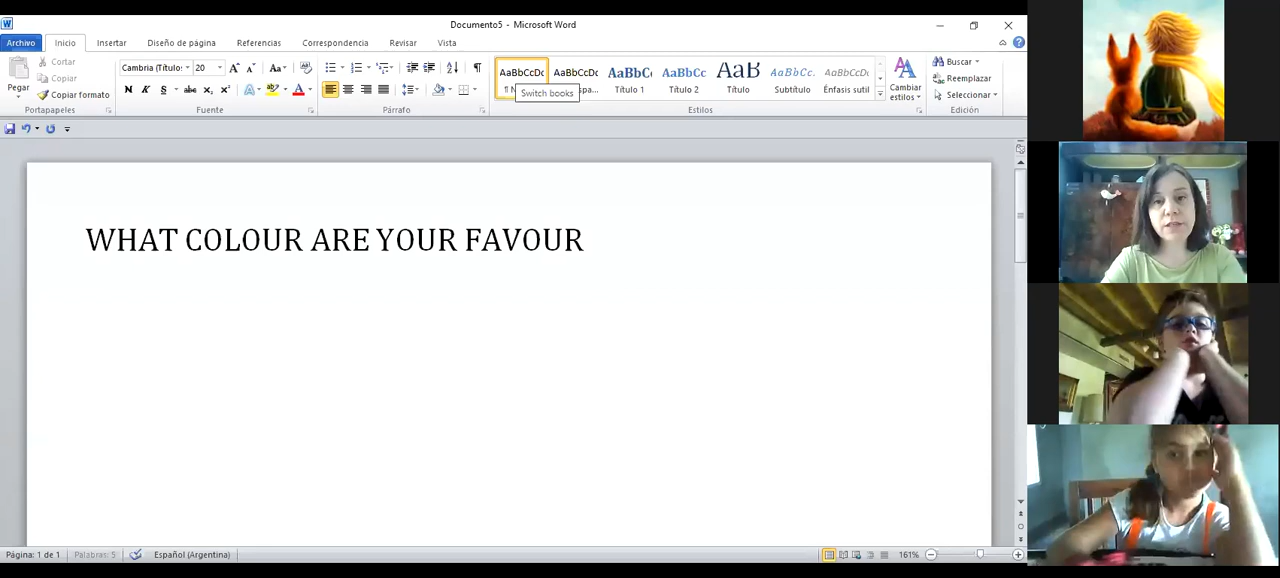 Documento5 - Microsoft Word
Archivo Inicio Insertar Diseño de página Referencias Correspondencia Revisar Vista
Pegar
Cortar
Copiar
Copiar formato
Portapapeles
Cambria (Título: 20
Fuente
Párrafo
AaBbCcDc AaBbCcDc AaBbC AaBbCc AaB AaBbCc. AaBbCcDc
Título 1 Título 2 Título Subtítulo Énfasis sutil
Switch books
Cambiar estilos
Estilos
Buscar
Reemplazar
Seleccionar
Edición
WHAT COLOUR ARE YOUR FAVOUR
Página: 1 de 1 Palabras: 5 Español (Argentina) 161%